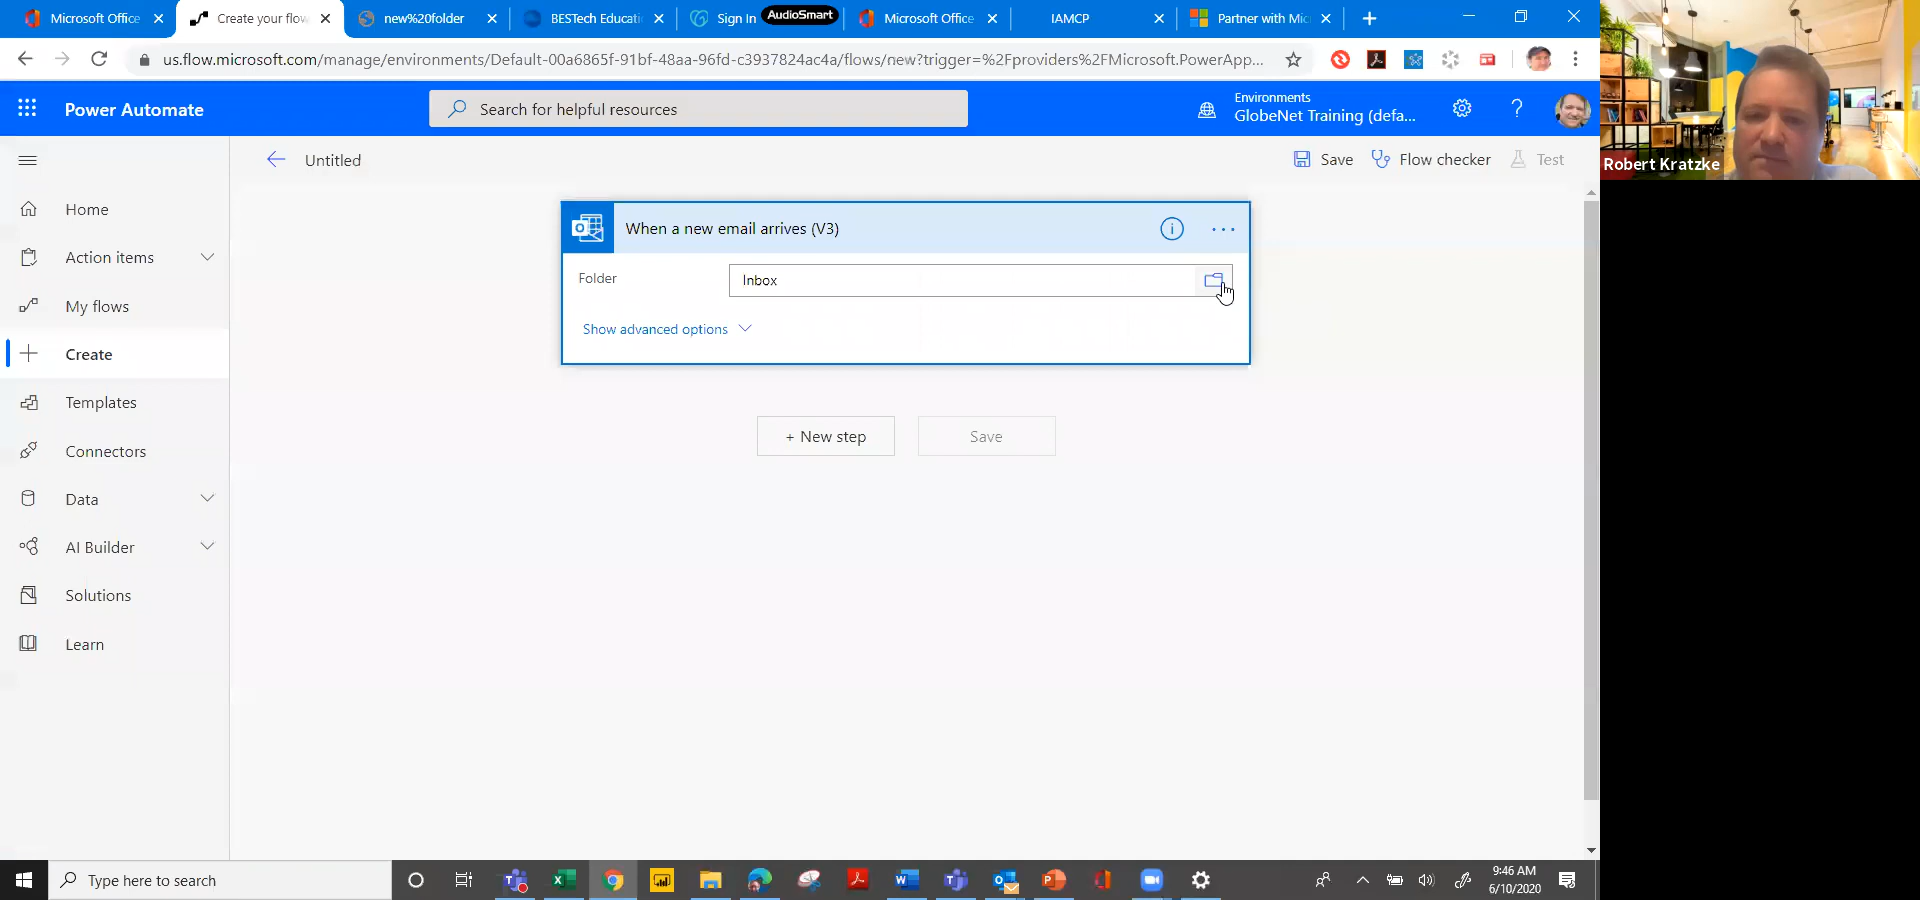 Microsoft Office
Create your flow
new%20folder
BESTech Educati
Sign In
AudioSmart
Microsoft Office
IAMCP
Partner with Mic
us.flow.microsoft.com/manage/environments/Default-00a6865f-91bf-48aa-96fd-c3937824ac4a/flows/new?trigger=%2Fproviders%2FMicrosoft.PowerApp...
Power Automate
Search for helpful resources
Environments
GlobeNet Training (defa...
Untitled
Save
Flow checker
Test
Robert Kratzke
Home
Action items
My flows
Create
Templates
Connectors
Data
AI Builder
Solutions
Learn
When a new email arrives (V3)
Folder
Inbox
Show advanced options
+ New step
Save
Type here to search
9:46 AM
6/10/2020